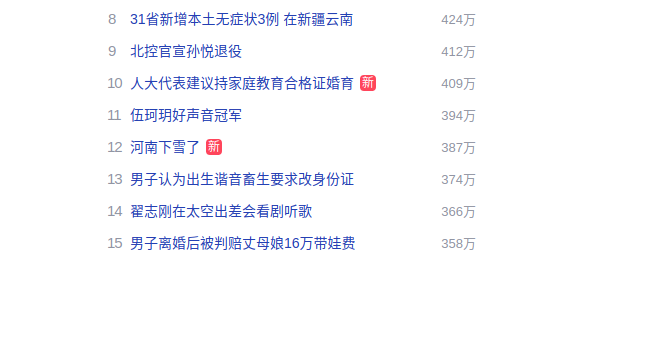 8 31省新增本土无症状3例 在新疆云南 424万
9 北控官宣孙悦退役 412万
10 人大代表建议持家庭教育合格证婚育 新 409万
11 伍珂玥好声音冠军 394万
12 河南下雪了 新 387万
13 男子认为出生谐音畜生要求改身份证 374万
14 翟志刚在太空出差会看剧听歌 366万
15 男子离婚后被判赔丈母娘16万带娃费 358万